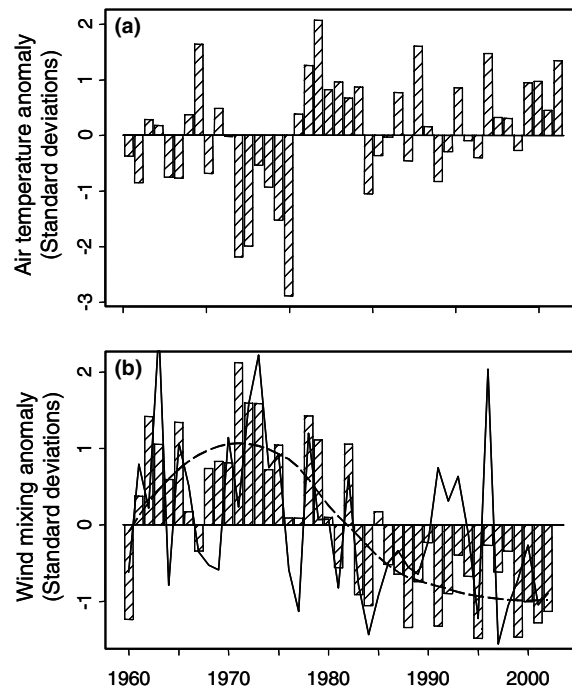 (a)
Air temperature anomaly
(Standard deviations)
2
1
0
-1
-2
-3
(b)
Wind mixing anomaly
(Standard deviations)
2
1
0
-1
1960 1970 1980 1990 2000